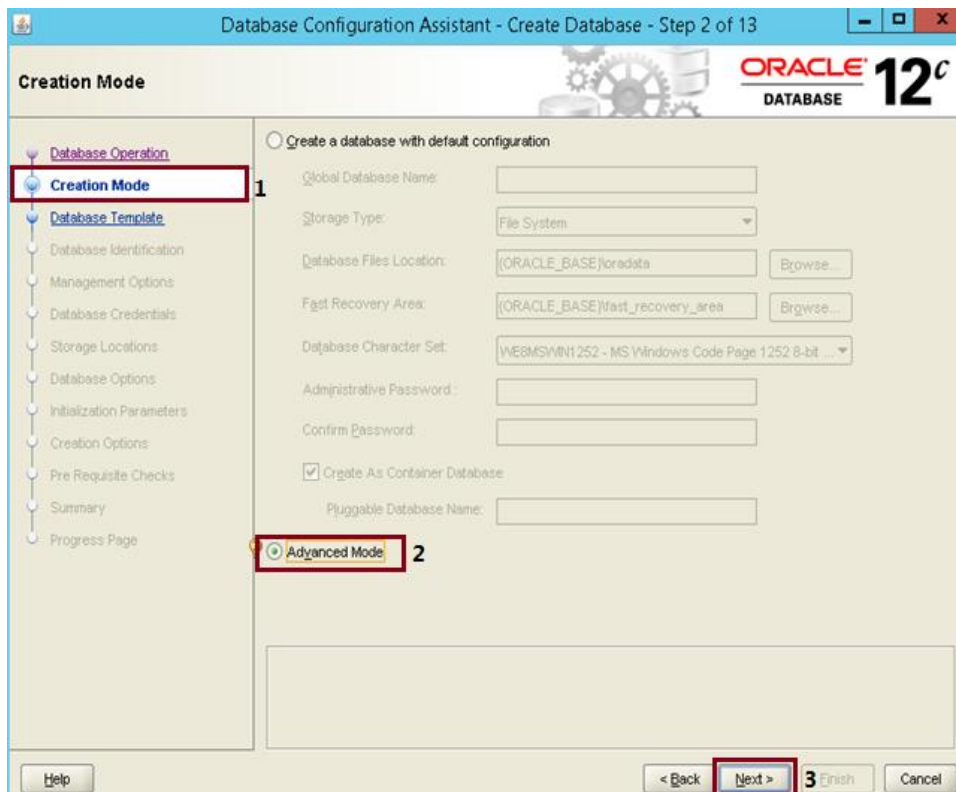 Database Configuration Assistant - Create Database - Step 2 of 13
Creation Mode
ORACLE
DATABASE
12c
Database Operation
Creation Mode
1
Database Template
Database Identification
Management Options
Database Credentials
Storage Locations
Database Options
Initialization Parameters
Creation Options
Pre Requisite Checks
Summary
Progress Page
Create a database with default configuration
Global Database Name:
Storage Type:
File System
Database Files Location:
{ORACLE_BASE}\oradata
Browse...
Fast Recovery Area:
{ORACLE_BASE}\fast_recovery_area
Browse...
Database Character Set:
WE8MSWIN1252 - MS Windows Code Page 1252 8-bit ...
Administrative Password :
Confirm Password:
Create As Container Database
Pluggable Database Name:
Advanced Mode
2
Help
< Back
Next >
3
Finish
Cancel